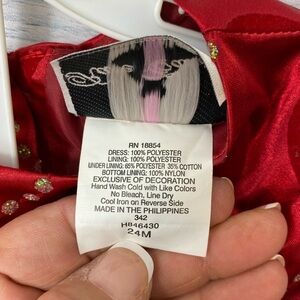 RN 18854
DRESS: 100% POLYESTER
LINING: 100% POLYESTER
UNDER LINING: 65% POLYESTER 35% COTTON
BOTTOM LINING: 100% NYLON
EXCLUSIVE OF DECORATION
Hand Wash Cold with Like Colors
No Bleach, Line Dry
Cool Iron on Reverse Side
MADE IN THE PHILIPPINES
342
H846430
24M